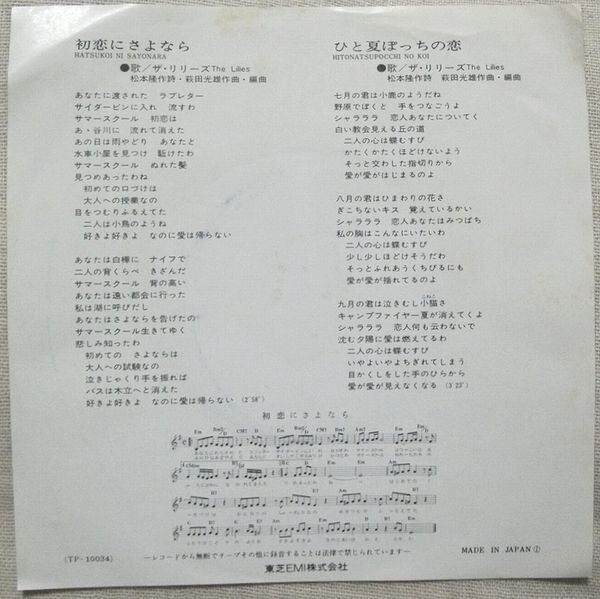 初恋にさよなら
HATSUKOI NI SAYONARA
●歌/ザ・リリーズThe Lilies
松本隆作詩・萩田光雄作曲・編曲
あなたに渡された ラブレター
サイダービンに入れ 流すわ
サマースクール 初恋は
あ・谷川に 流れて消えた
あの日は雨やどり あなたと
水車小屋を見つけ 駈けたわ
サマースクール ぬれた髪
見つめあったわね
初めての口づけは
大人への授業なの
目をつむりふるえてた
二人は小鳥のようね
好きよ好きよ なのに愛は帰らない
あなたは白樺に ナイフで
二人の背くらべ きざんだ
サマースクール 背の高い
あなたは遠い都会に行った
私は湖に呼びだし
あなたはさよならを告げたの
サマースクール生きてゆく
悲しみ知ったわ
初めての さよならは
大人への試験なの
泣きじゃくり手を振れば
バスは木立へと消えた
好きよ好きよ なのに愛は帰らない(2'58")
ひと夏ぼっちの恋
HITONATSUPOCCHI NO KOI
●歌/ザ・リリーズThe Lilies
松本隆作詩・萩田光雄作曲・編曲
七月の君は小鹿のようだね
野原でぼくと 手をつなごうよ
シャラララ 恋人あなたについてく
白い教会見える丘の道
二人の心は蝶むすび
かたくかたくほどけないよう
そっと交わした指切りから
愛が愛がはじまるのよ
八月の君はひまわりの花さ
ぎこちないキス 覚えているかい
シャラララ 恋人あなたはみつばち
私の胸はこんなにいたいわ
二人の心は蝶むすび
少し少しほどけそうだわ
そっとふれあうくちびるにも
愛が愛が揺れてるのよ
九月の君は泣きむし小猫さ
キャンプファイヤー夏が消えてくよ
シャラララ 恋人何も云わないで
沈む夕陽に愛は燃えてるわ
二人の心は蝶むすび
いやよいやよちぎれてしまう
目かくしをした手のひらから
愛が愛が見えなくなる(3'23")
初恋にさよなら
(TP-10034)
―レコードから無断でテープその他に録音することは法律で禁じられています―
MADE IN JAPAN①
東芝EMI株式会社